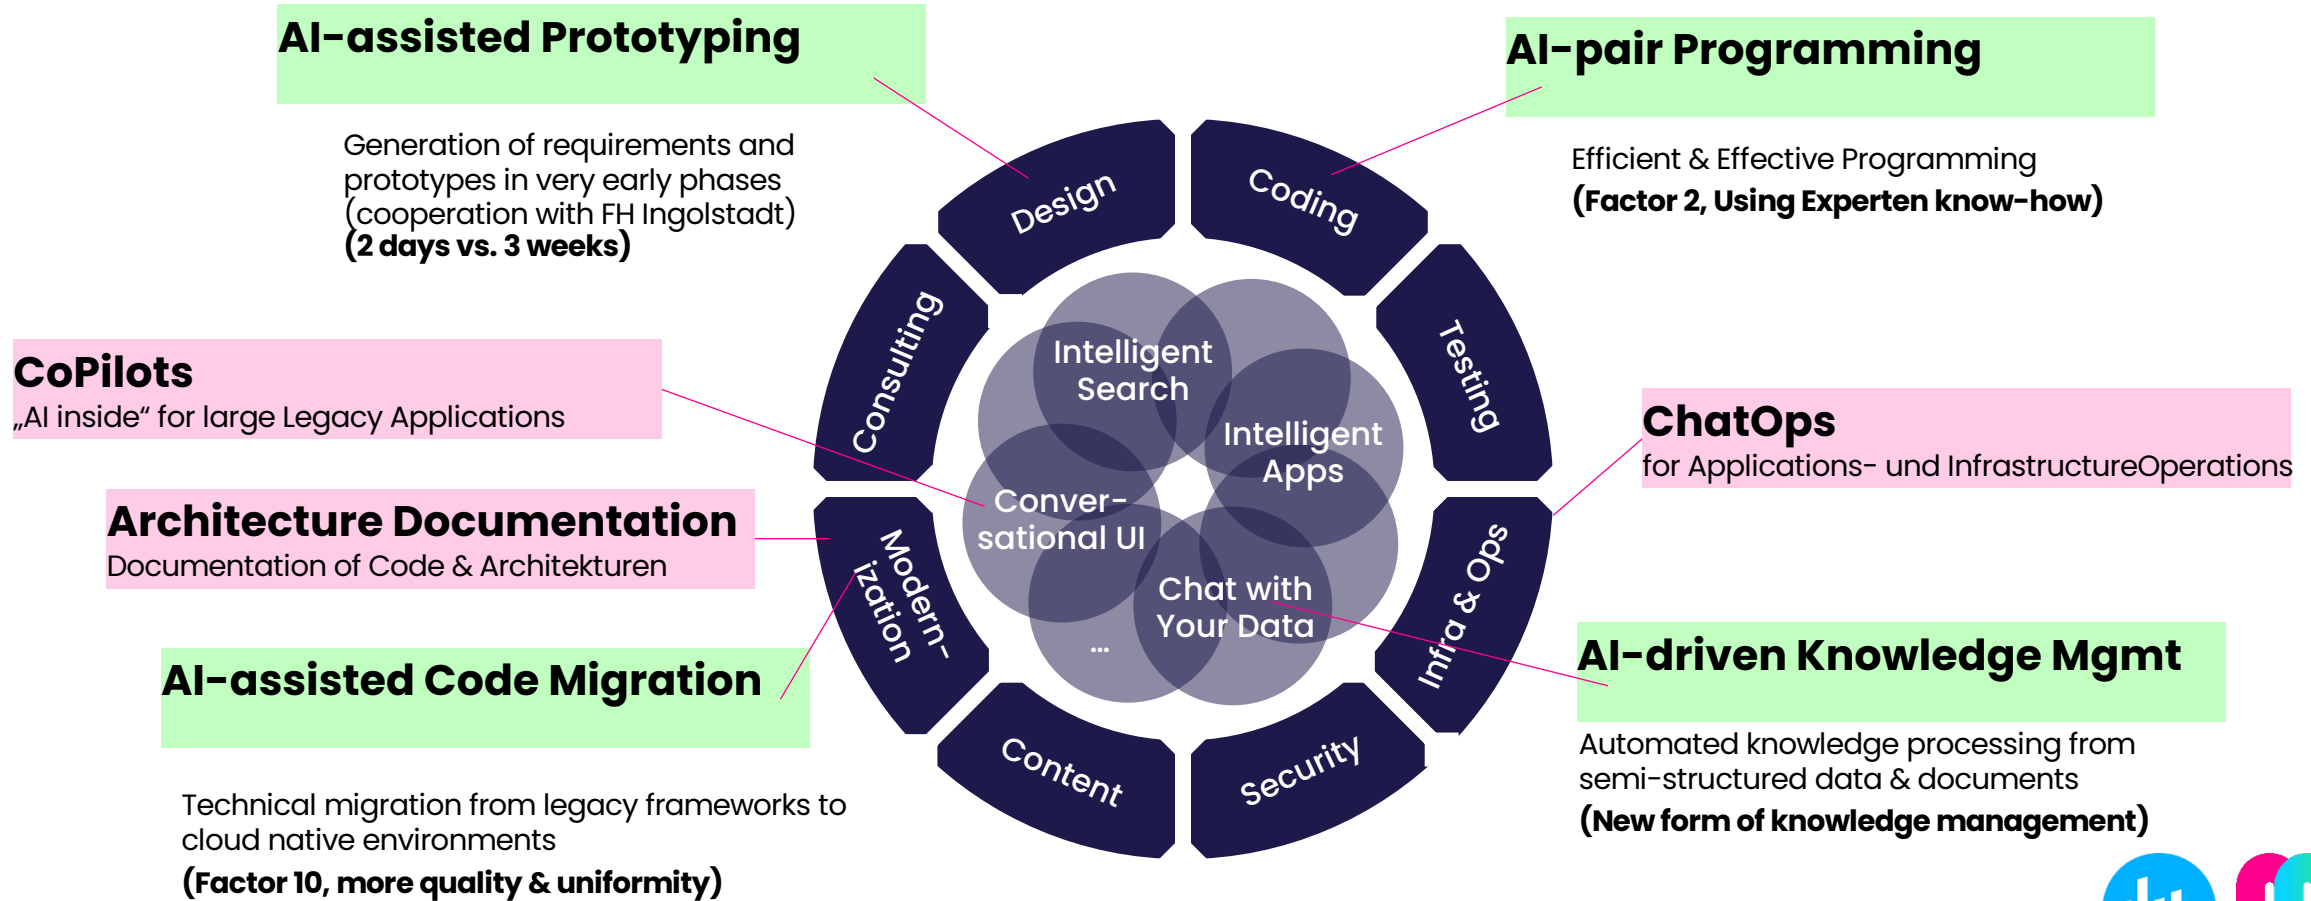 AI-assisted Prototyping
Generation of requirements and
prototypes in very early phases
(cooperation with FH Ingolstadt)
(2 days vs. 3 weeks)
AI-pair Programming
Efficient & Effective Programming
(Factor 2, Using Experten know-how)
CoPilots
„AI inside“ for large Legacy Applications
Architecture Documentation
Documentation of Code & Architekturen
AI-assisted Code Migration
Technical migration from legacy frameworks to
cloud native environments
(Factor 10, more quality & uniformity)
Design
Coding
Consulting
Testing
Modern-
ization
Infra & Ops
Content
Security
Intelligent
Search
Intelligent
Apps
Conver-
sational UI
Chat with
Your Data
...
ChatOps
for Applications- und InfrastructureOperations
AI-driven Knowledge Mgmt
Automated knowledge processing from
semi-structured data & documents
(New form of knowledge management)